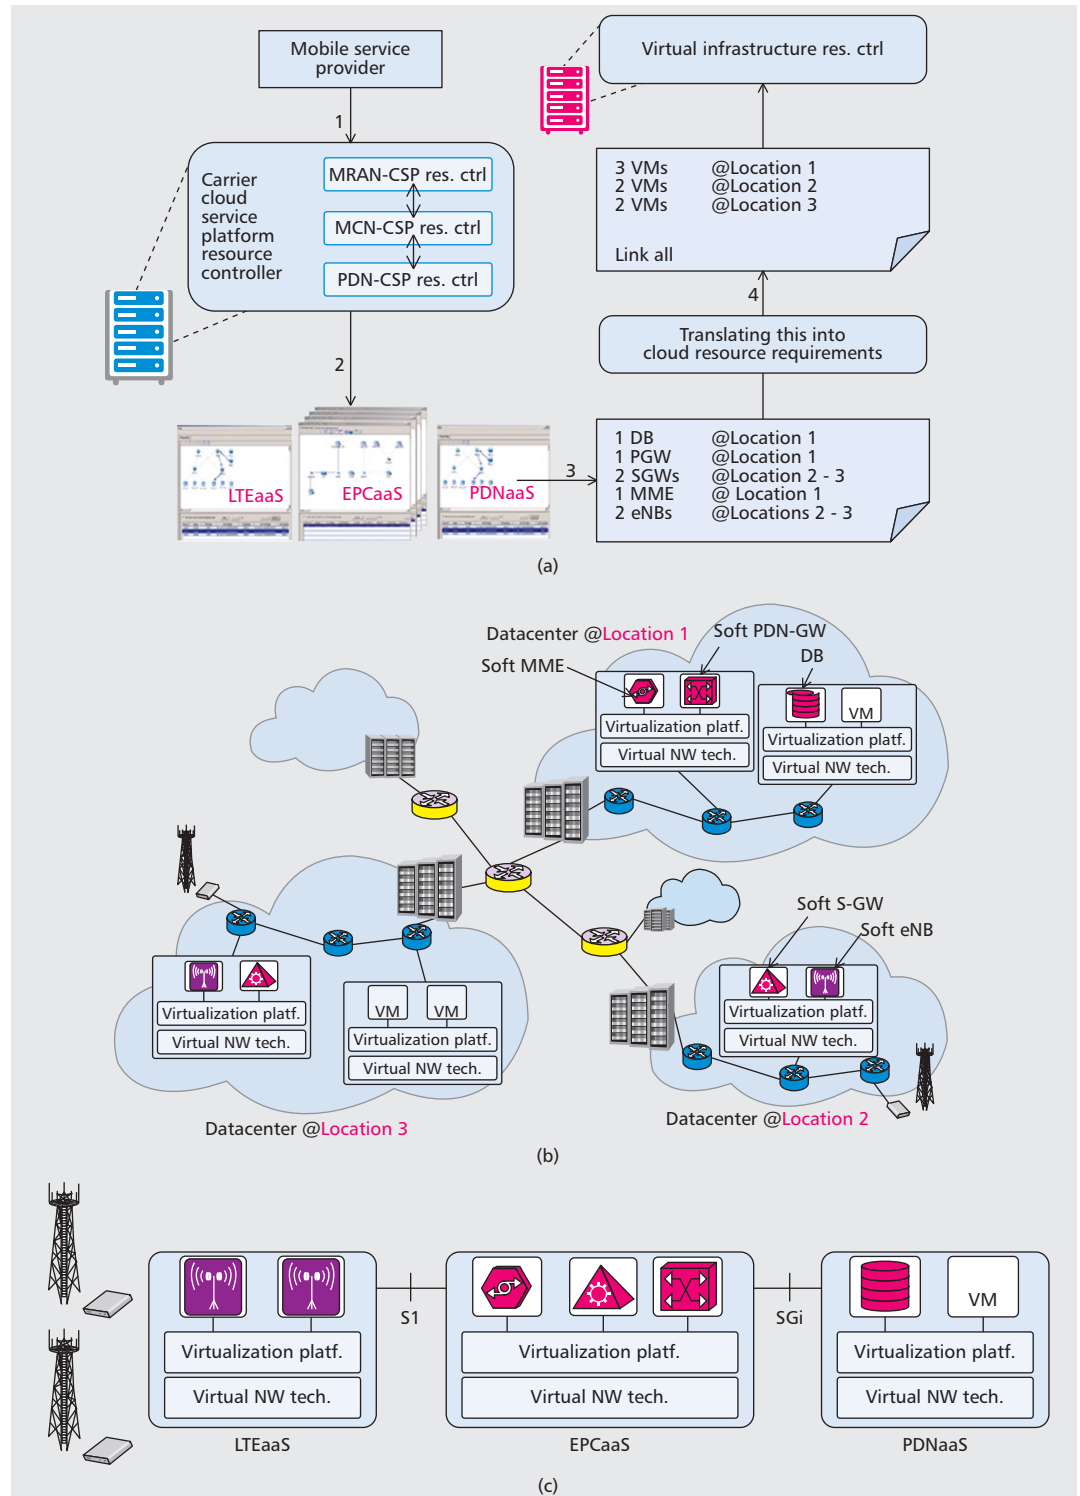 Mobile service
provider
1
Carrier
cloud
service
platform
resource
controller
MRAN-CSP res. ctrl
MCN-CSP res. ctrl
PDN-CSP res. ctrl
2
LTEaaS
EPCaaS
PDNaaS
3
Virtual infrastructure res. ctrl
3 VMs @Location 1
2 VMs @Location 2
2 VMs @Location 3
Link all
4
Translating this into
cloud resource requirements
1 DB @Location 1
1 PGW @Location 1
2 SGWs @Location 2 - 3
1 MME @ Location 1
2 eNBs @Locations 2 - 3
(a)
Datacenter @Location 1
Soft PDN-GW
Soft MME
DB
VM
Virtualization platf.
Virtual NW tech.
Virtualization platf.
Virtual NW tech.
Soft S-GW
Soft eNB
Virtualization platf.
Virtual NW tech.
VM
VM
Virtualization platf.
Virtual NW tech.
Virtualization platf.
Virtual NW tech.
Datacenter @Location 3
Datacenter @Location 2
(b)
S1
SGi
VM
Virtualization platf.
Virtualization platf.
Virtualization platf.
Virtual NW tech.
Virtual NW tech.
Virtual NW tech.
LTEaaS
EPCaaS
PDNaaS
(c)